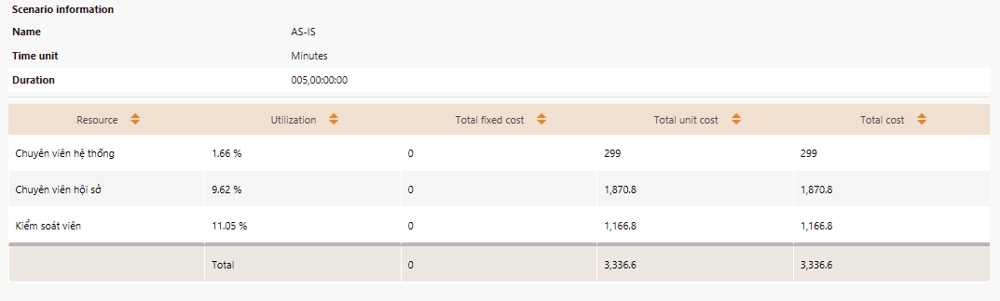 Scenario information
Name AS-IS
Time unit Minutes
Duration 005,00:00:00
Resource Utilization Total fixed cost Total unit cost Total cost
Chuyên viên hệ thống 1.66 % 0 299 299
Chuyên viên hội sở 9.62 % 0 1,870.8 1,870.8
Kiểm soát viên 11.05 % 0 1,166.8 1,166.8
Total 0 3,336.6 3,336.6